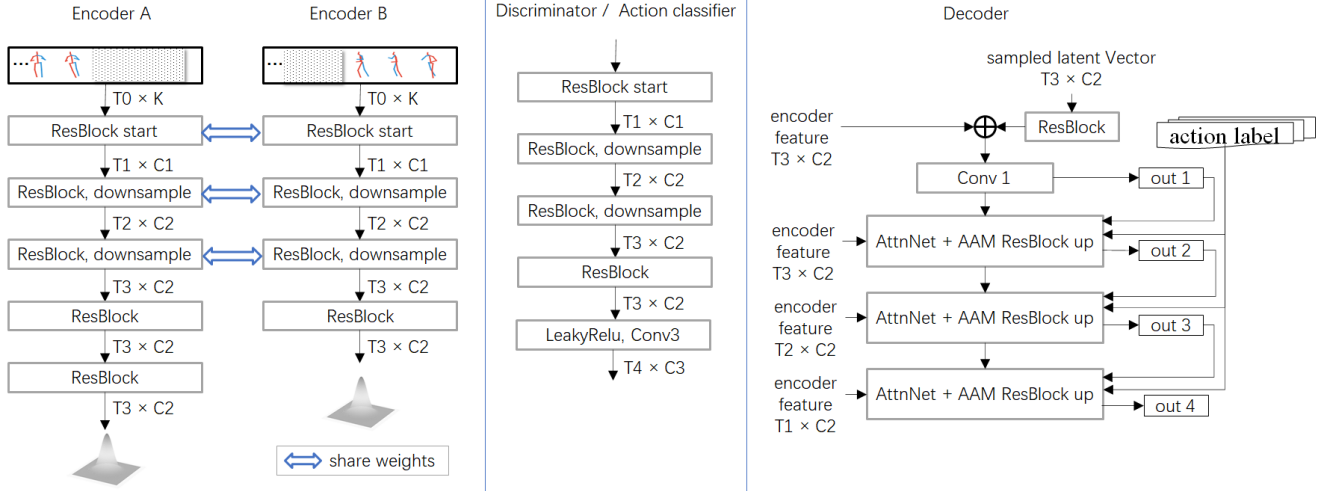 Encoder A
Encoder B
...
...
T0 × K
T0 × K
ResBlock start
ResBlock start
T1 × C1
T1 × C1
ResBlock, downsample
ResBlock, downsample
T2 × C2
T2 × C2
ResBlock, downsample
ResBlock, downsample
T3 × C2
T3 × C2
ResBlock
ResBlock
T3 × C2
T3 × C2
ResBlock
T3 × C2
share weights
Discriminator / Action classifier
ResBlock start
T1 × C1
ResBlock, downsample
T2 × C2
ResBlock, downsample
T3 × C2
ResBlock
T3 × C2
LeakyRelu, Conv3
T4 × C3
Decoder
sampled latent Vector
T3 × C2
encoder
feature
T3 × C2
ResBlock
action label
Conv 1
out 1
encoder
feature
T3 × C2
AttnNet + AAM ResBlock up
out 2
encoder
feature
T2 × C2
AttnNet + AAM ResBlock up
out 3
encoder
feature
T1 × C2
AttnNet + AAM ResBlock up
out 4